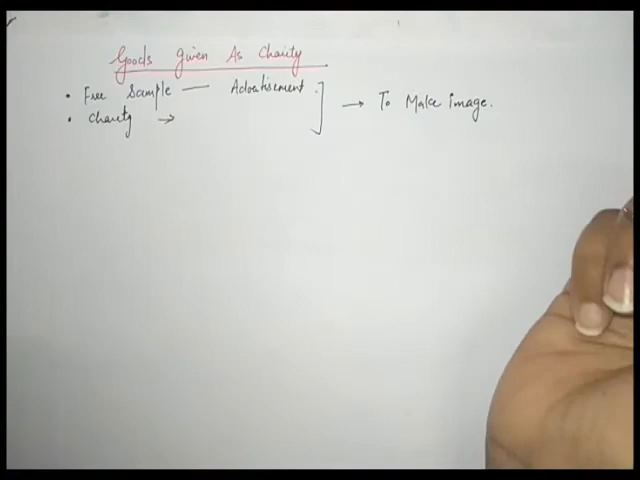 Goods Given As Charity
• Free Sample — Advertisement.
• Charity →
→ To Make Image.